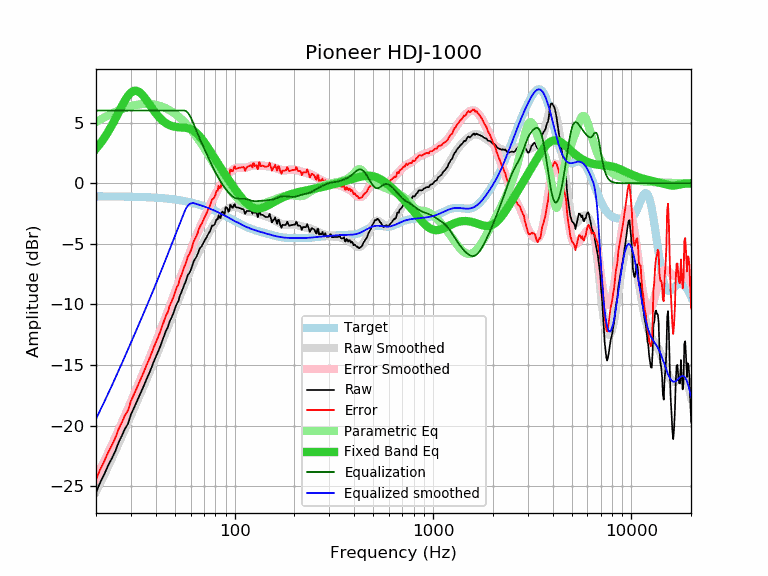 Pioneer HDJ-1000
Amplitude (dBr)
5
0
−5
−10
−15
−20
−25
Target
Raw Smoothed
Error Smoothed
Raw
Error
Parametric Eq
Fixed Band Eq
Equalization
Equalized smoothed
100
1000
10000
Frequency (Hz)